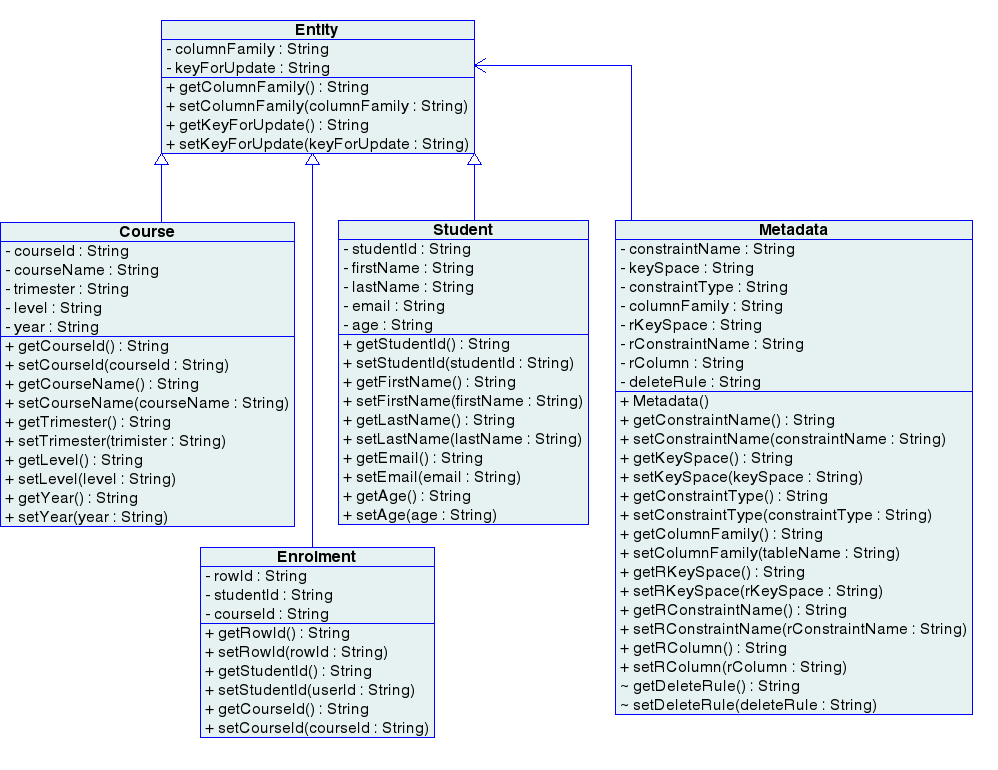 Entity
- columnFamily : String
- keyForUpdate : String
+ getColumnFamily() : String
+ setColumnFamily(columnFamily : String)
+ getKeyForUpdate() : String
+ setKeyForUpdate(keyForUpdate : String)
Course
- courseId : String
- courseName : String
- trimester : String
- level : String
- year : String
+ getCourseId() : String
+ setCourseId(courseId : String)
+ getCourseName() : String
+ setCourseName(courseName : String)
+ getTrimester() : String
+ setTrimester(trimister : String)
+ getLevel() : String
+ setLevel(level : String)
+ getYear() : String
+ setYear(year : String)
Student
- studentId : String
- firstName : String
- lastName : String
- email : String
- age : String
+ getStudentId() : String
+ setStudentId(studentId : String)
+ getFirstName() : String
+ setFirstName(firstName : String)
+ getLastName() : String
+ setLastName(lastName : String)
+ getEmail() : String
+ setEmail(email : String)
+ getAge() : String
+ setAge(age : String)
Metadata
- constraintName : String
- keySpace : String
- constraintType : String
- columnFamily : String
- rKeySpace : String
- rConstraintName : String
- rColumn : String
- deleteRule : String
+ Metadata()
+ getConstraintName() : String
+ setConstraintName(constraintName : String)
+ getKeySpace() : String
+ setKeySpace(keySpace : String)
+ getConstraintType() : String
+ setConstraintType(constraintType : String)
+ getColumnFamily() : String
+ setColumnFamily(tableName : String)
+ getRKeySpace() : String
+ setRKeySpace(rKeySpace : String)
+ getRConstraintName() : String
+ setRConstraintName(rConstraintName : String)
+ getRColumn() : String
+ setRColumn(rColumn : String)
~ getDeleteRule() : String
~ setDeleteRule(deleteRule : String)
Enrolment
- rowId : String
- studentId : String
- courseId : String
+ getRowId() : String
+ setRowId(rowId : String)
+ getStudentId() : String
+ setStudentId(userId : String)
+ getCourseId() : String
+ setCourseId(courseId : String)